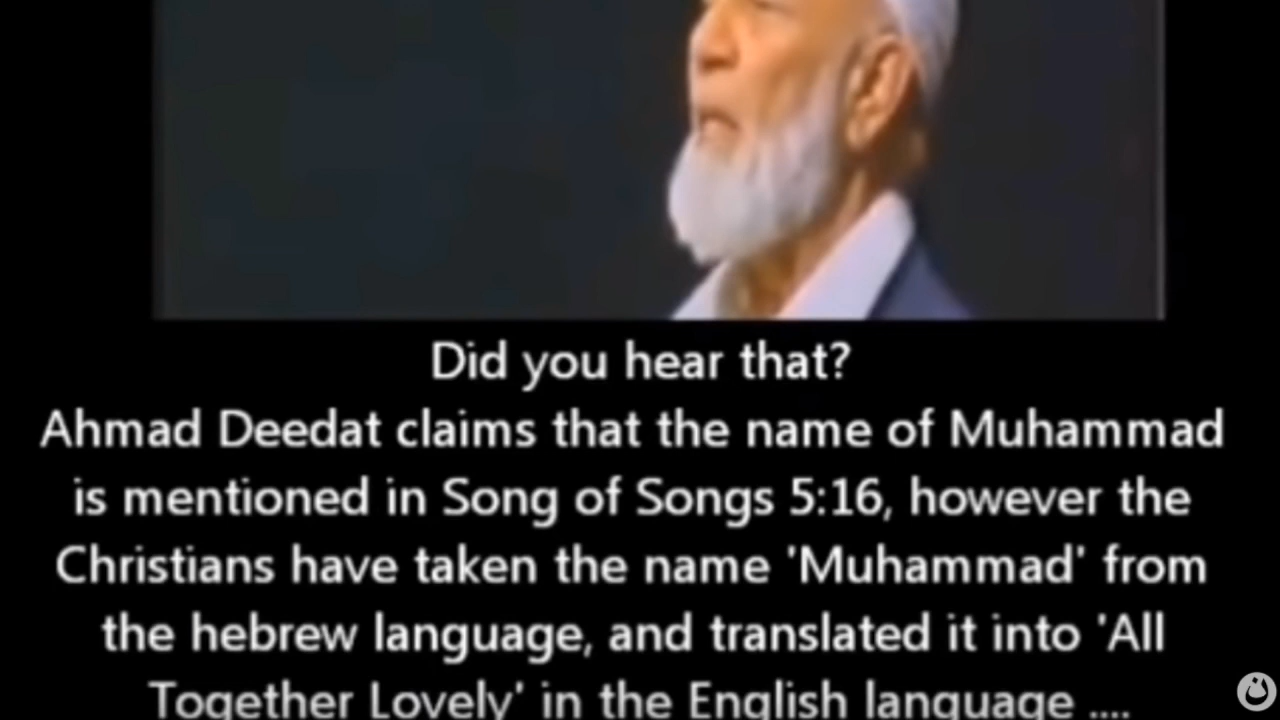 Did you hear that?
Ahmad Deedat claims that the name of Muhammad
is mentioned in Song of Songs 5:16, however the
Christians have taken the name 'Muhammad' from
the hebrew language, and translated it into 'All
Together Lovely' in the English language ....